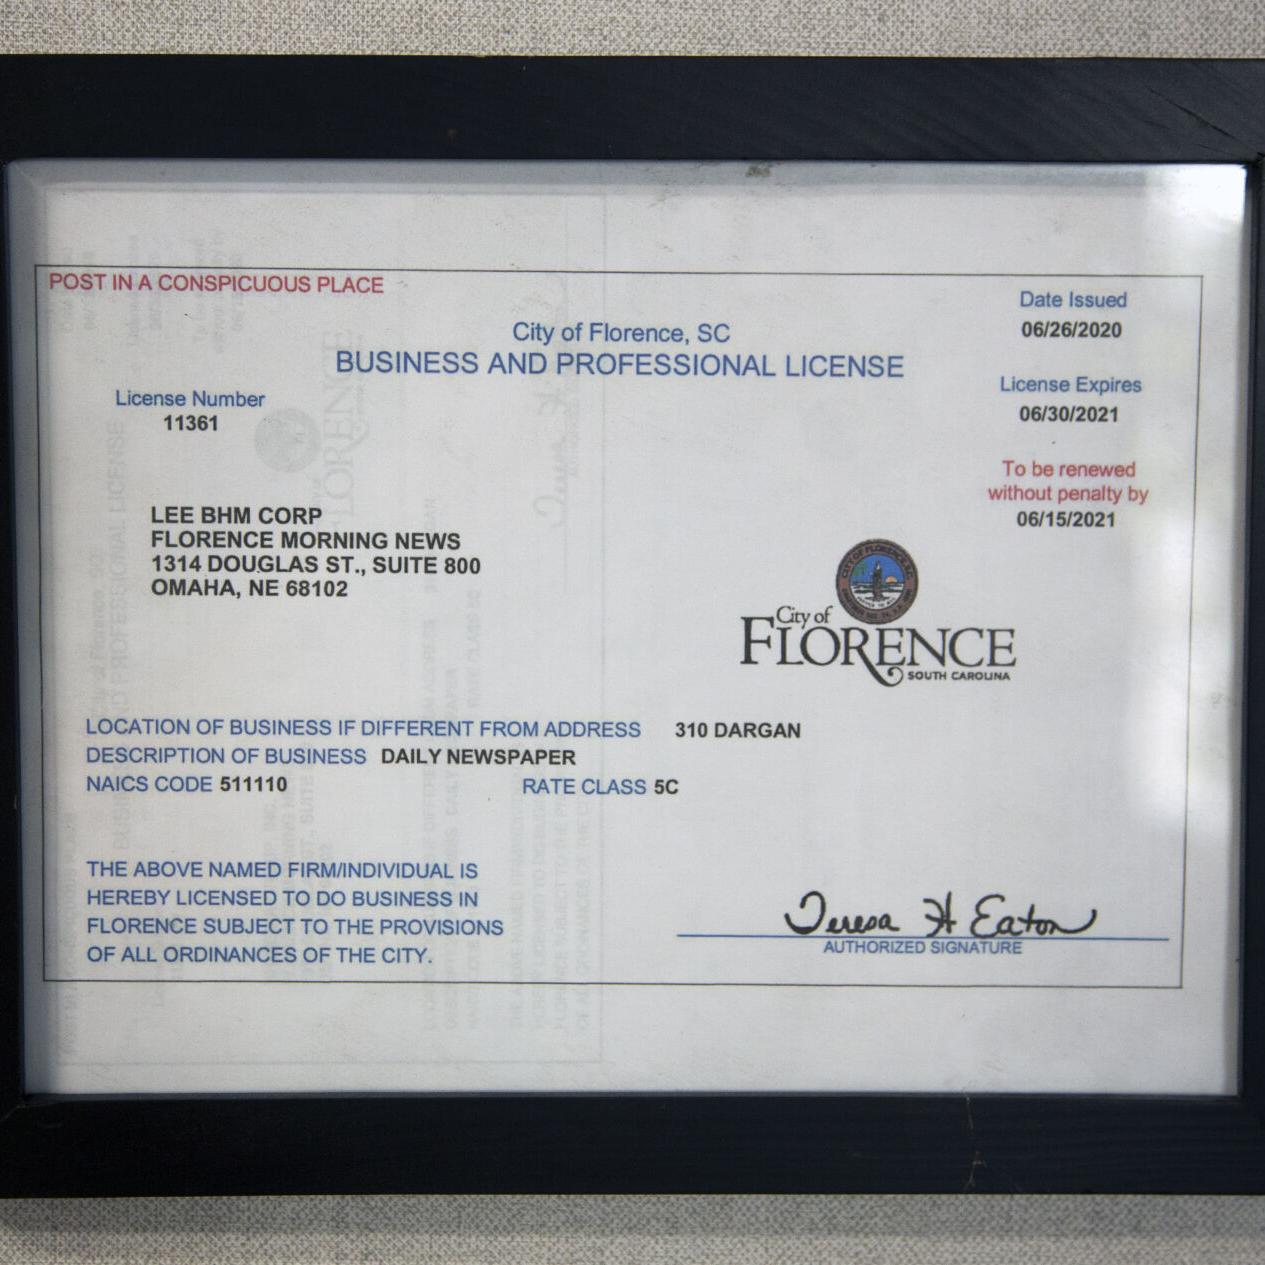 POST IN A CONSPICUOUS PLACE
Date Issued
06/26/2020
City of Florence, SC
BUSINESS AND PROFESSIONAL LICENSE
License Number
11361
License Expires
06/30/2021
To be renewed
without penalty by
06/15/2021
LEE BHM CORP
FLORENCE MORNING NEWS
1314 DOUGLAS ST., SUITE 800
OMAHA, NE 68102
City of
FLORENCE
SOUTH CAROLINA
LOCATION OF BUSINESS IF DIFFERENT FROM ADDRESS 310 DARGAN
DESCRIPTION OF BUSINESS DAILY NEWSPAPER
NAICS CODE 511110 RATE CLASS 5C
THE ABOVE NAMED FIRM/INDIVIDUAL IS
HEREBY LICENSED TO DO BUSINESS IN
FLORENCE SUBJECT TO THE PROVISIONS
OF ALL ORDINANCES OF THE CITY.
Teresa H Eaton
AUTHORIZED SIGNATURE